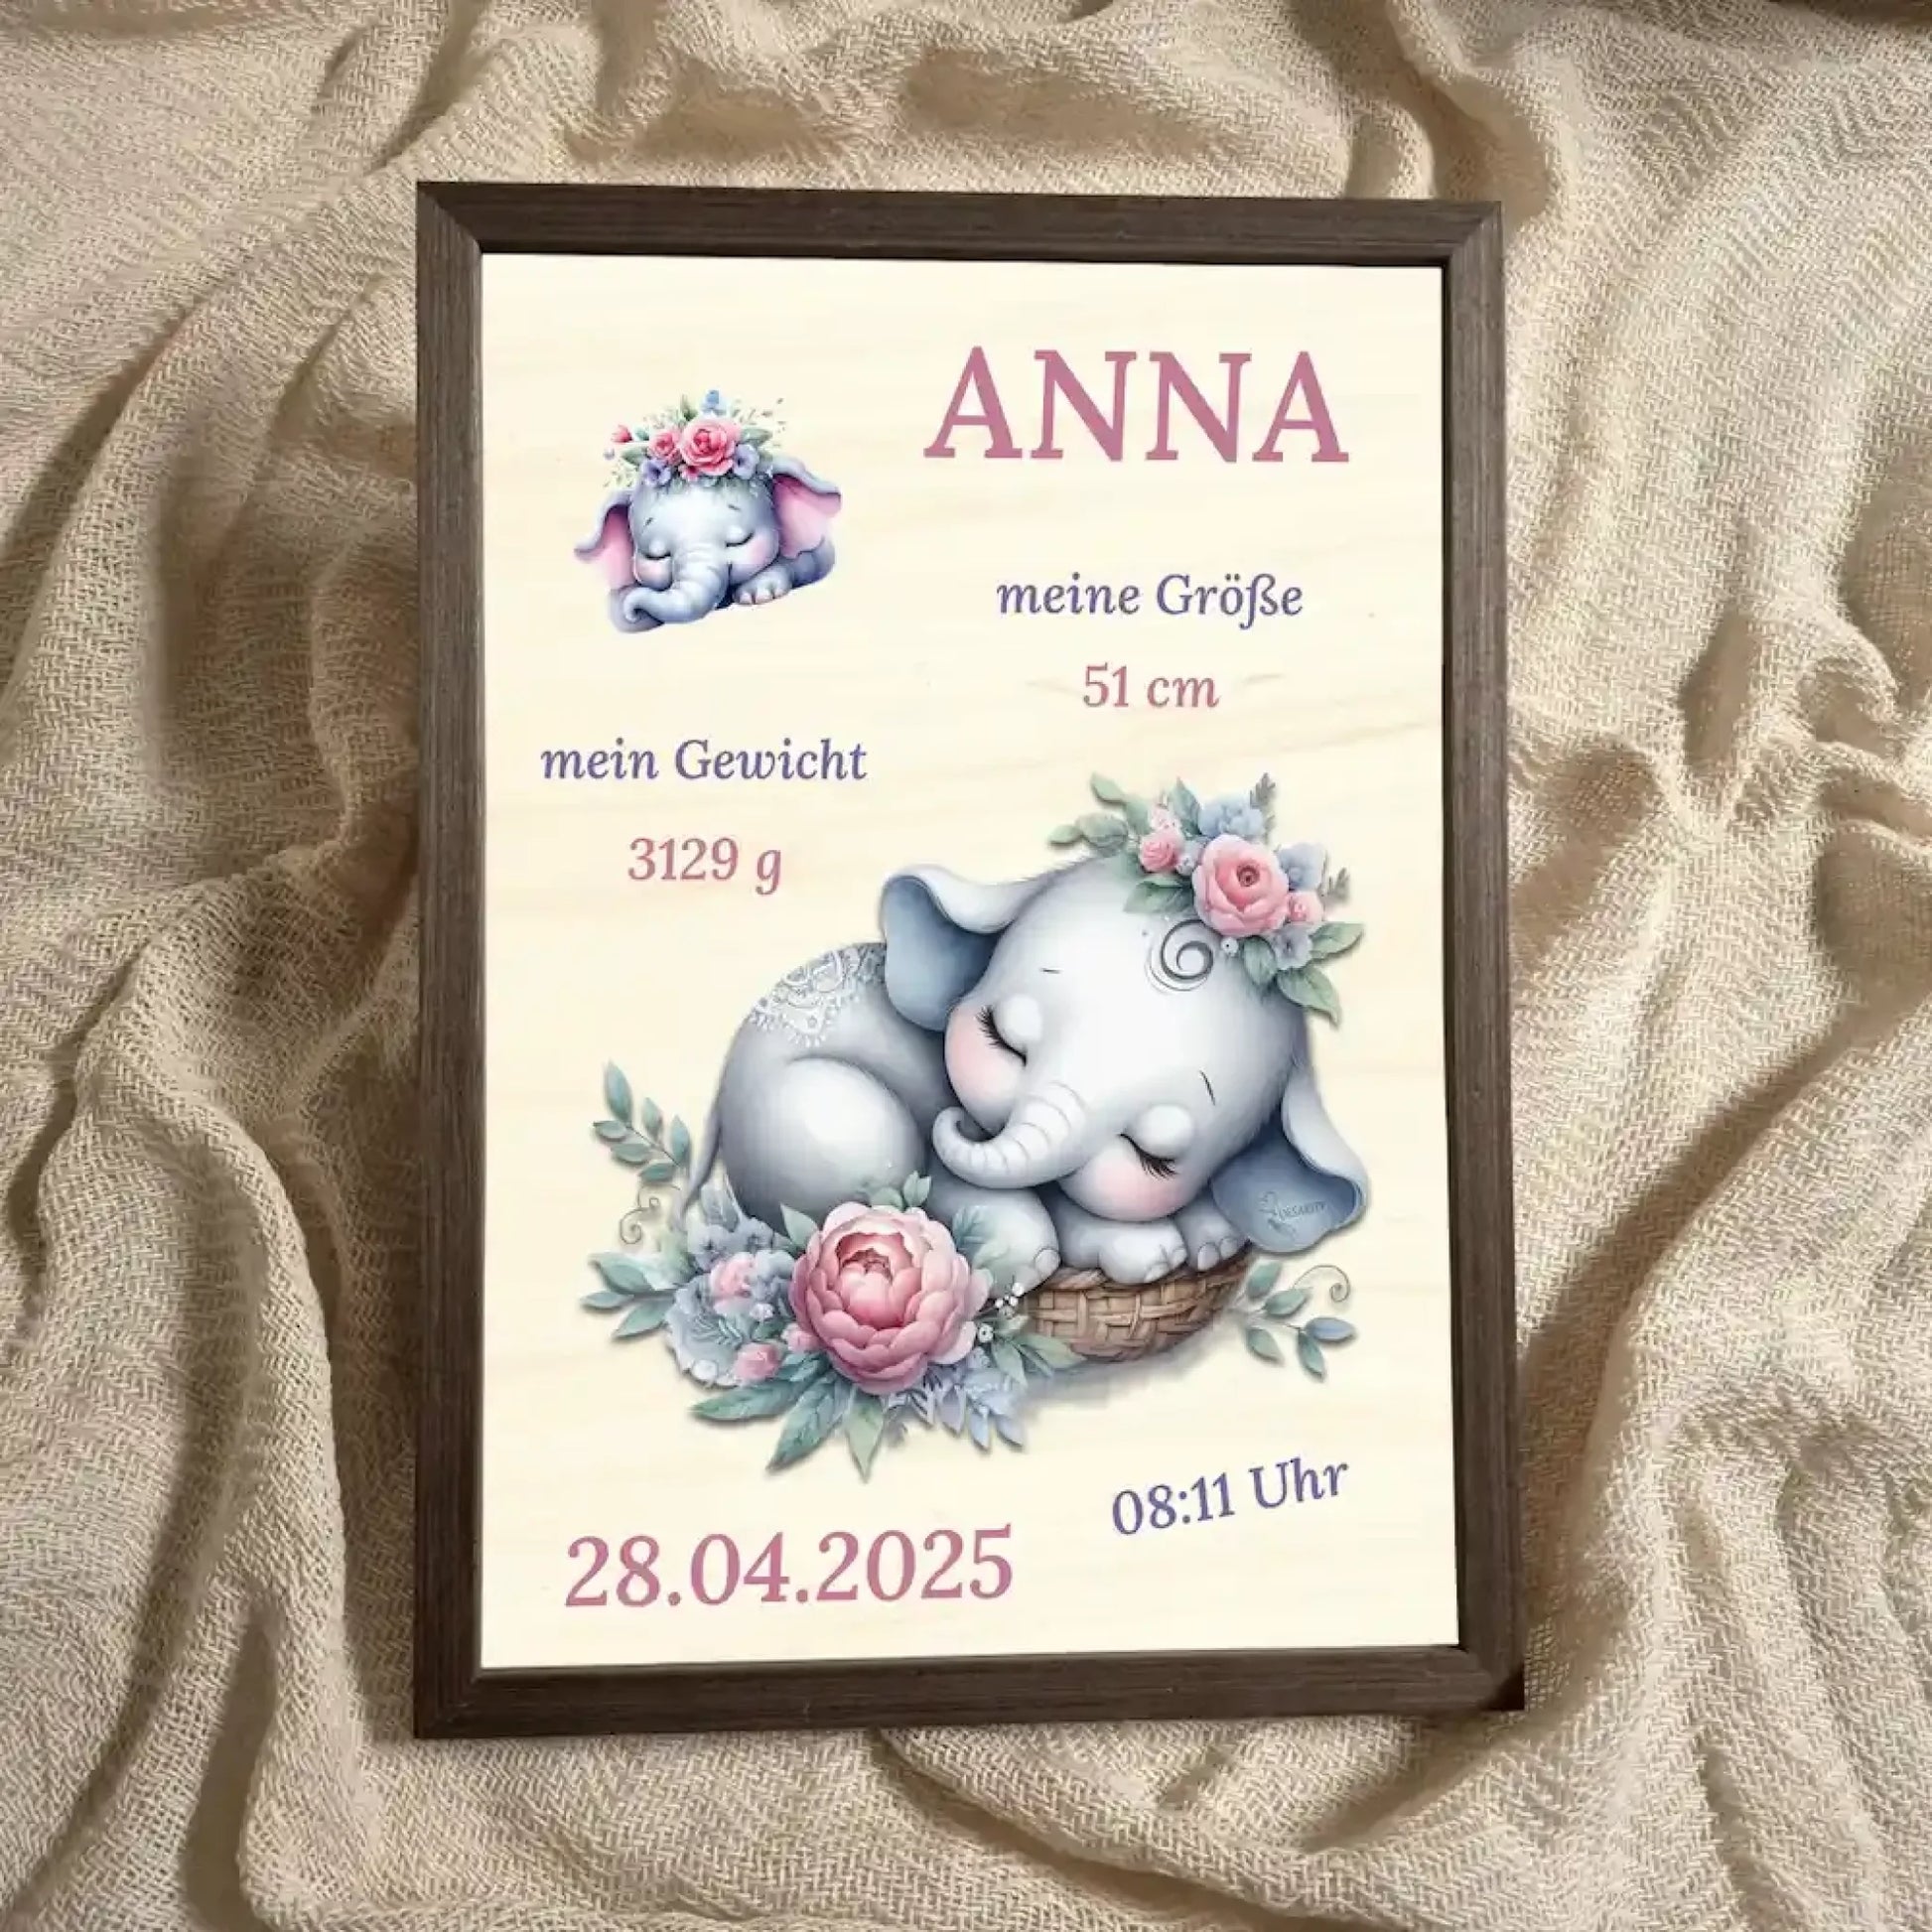 ANNA
meine Größe
51 cm
mein Gewicht
3129 g
08:11 Uhr
28.04.2025